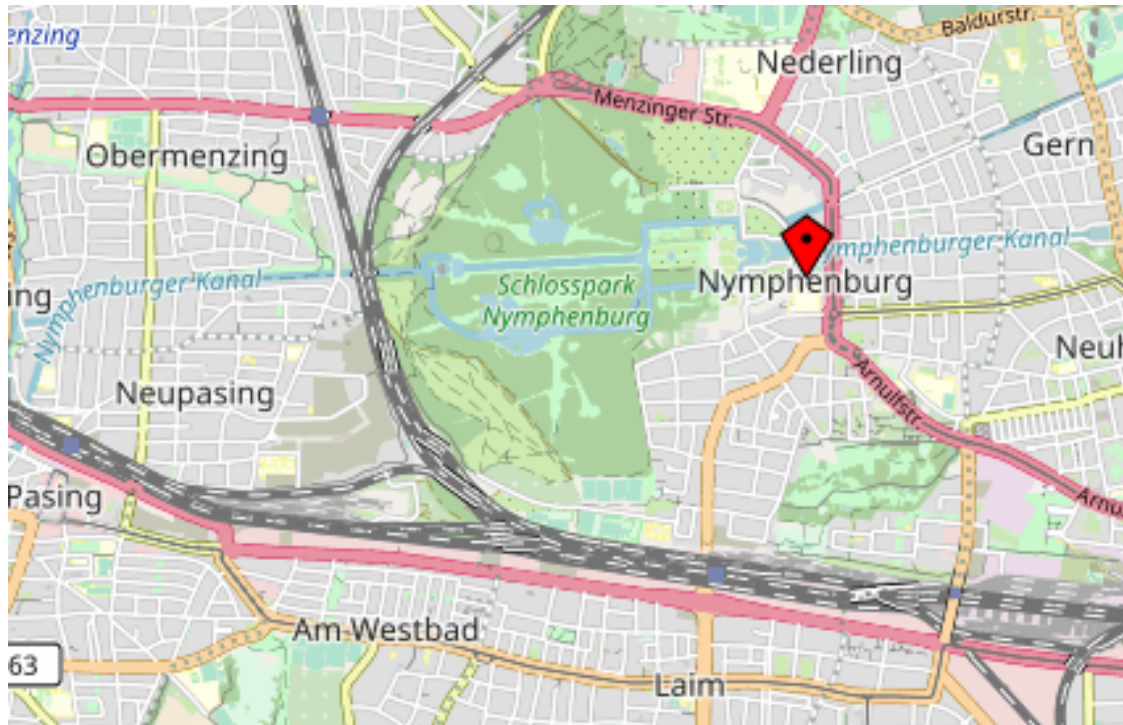 enzing
Baldurstr.
Nederling
Menzinger Str.
Obermenzing
Gern
Nymphenburger Kanal
ing
Nymphenburger Kanal
Schlosspark
Nymphenburg
Nymphenburg
Neuh
Neupasing
Arnulfstr.
Pasing
Arnu
Am Westbad
63
Laim